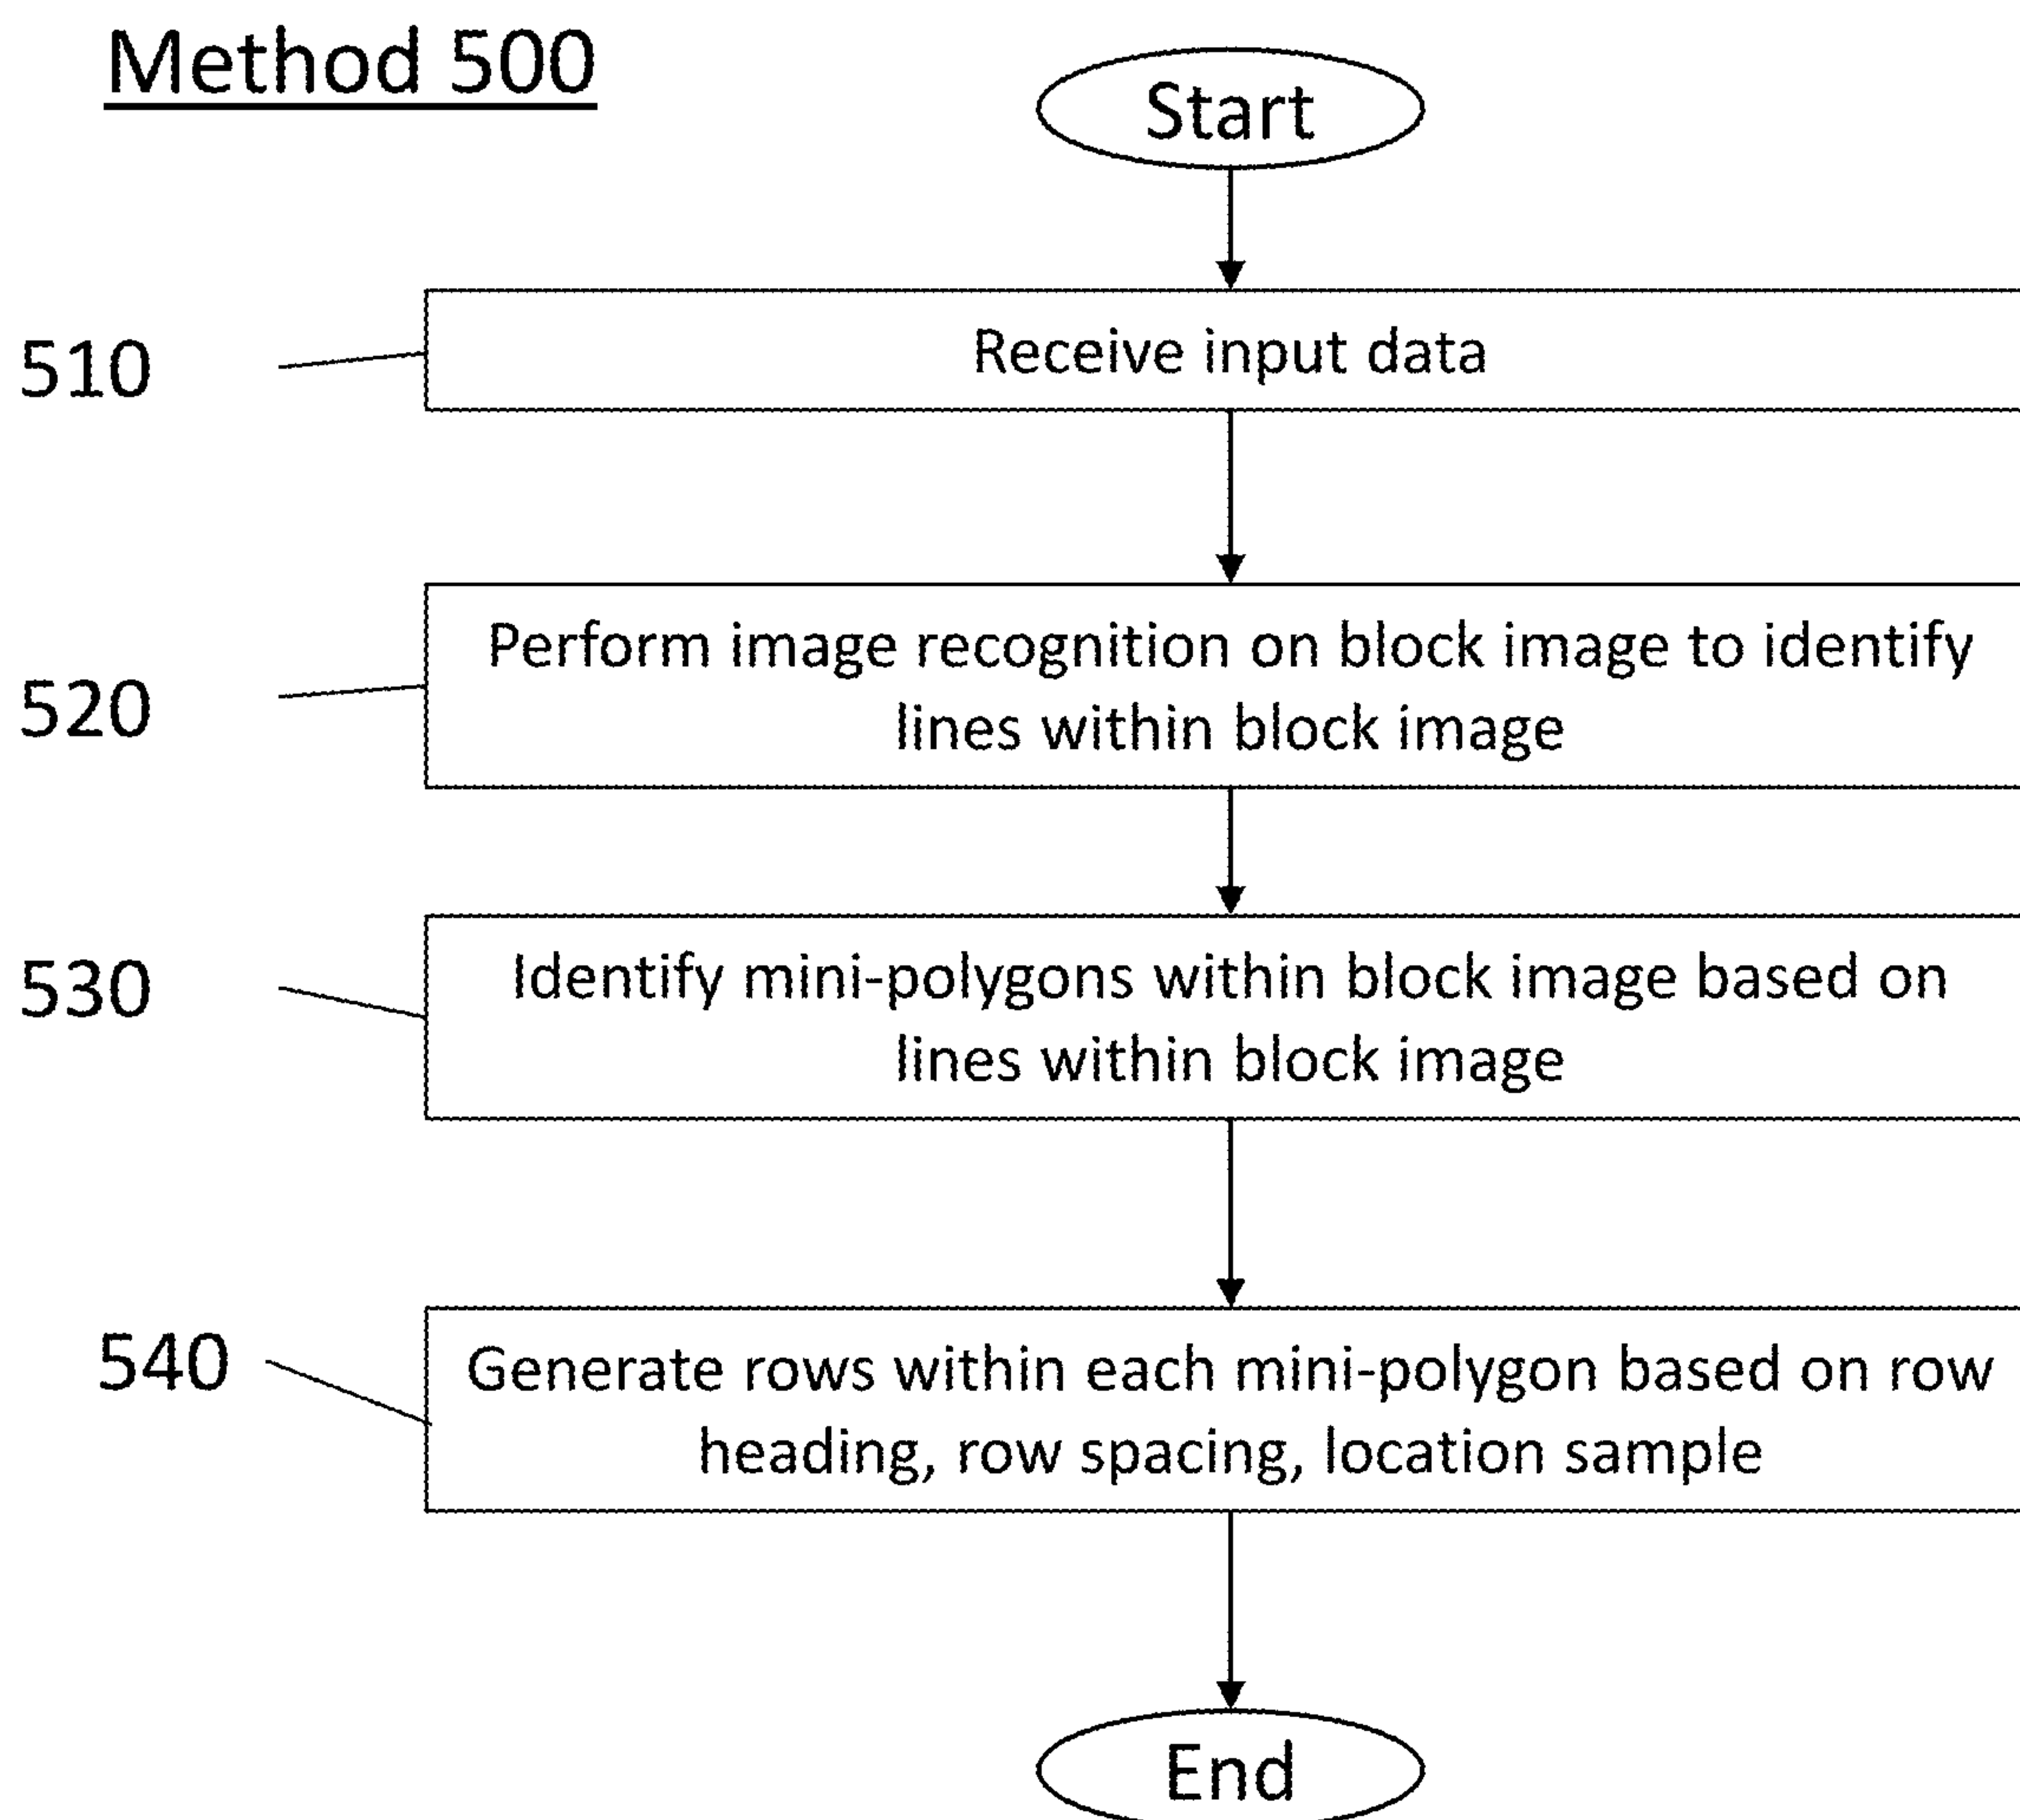 Method 500
Start
510
Receive input data
520
Perform image recognition on block image to identify
lines within block image
530
Identify mini-polygons within block image based on
lines within block image
540
Generate rows within each mini-polygon based on row
heading, row spacing, location sample
End